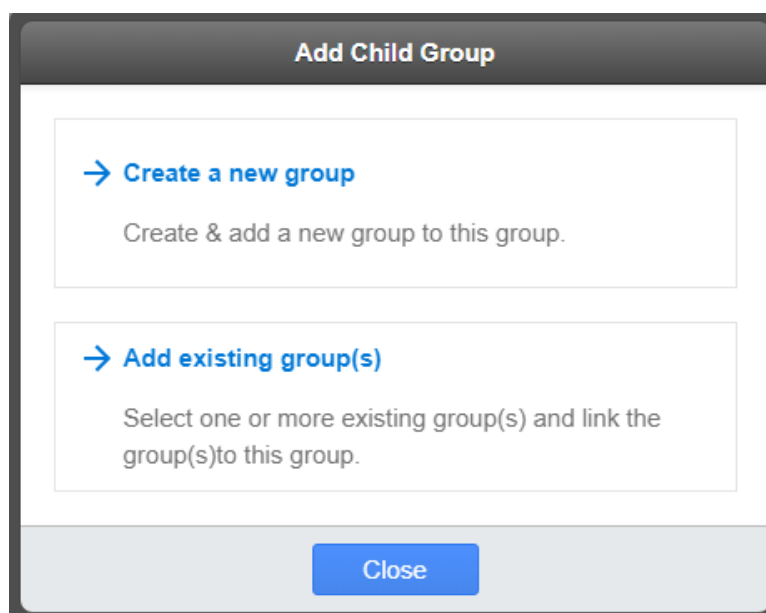 Add Child Group
Create a new group
Create & add a new group to this group.
Add existing group(s)
Select one or more existing group(s) and link the
group(s)to this group.
Close